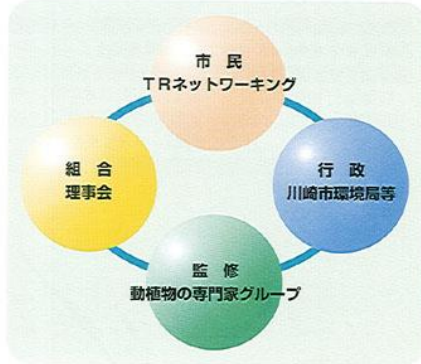 市 民
TRネットワーキング
組 合
理事会
行 政
川崎市環境局等
監 修
動植物の専門家グループ